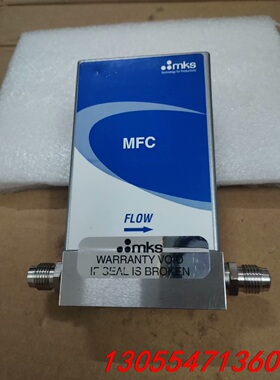 mks
Technology for Productivity
MFC
FLOW
mks
WARRANTY VOID
IF SEAL IS BROKEN
13055471360